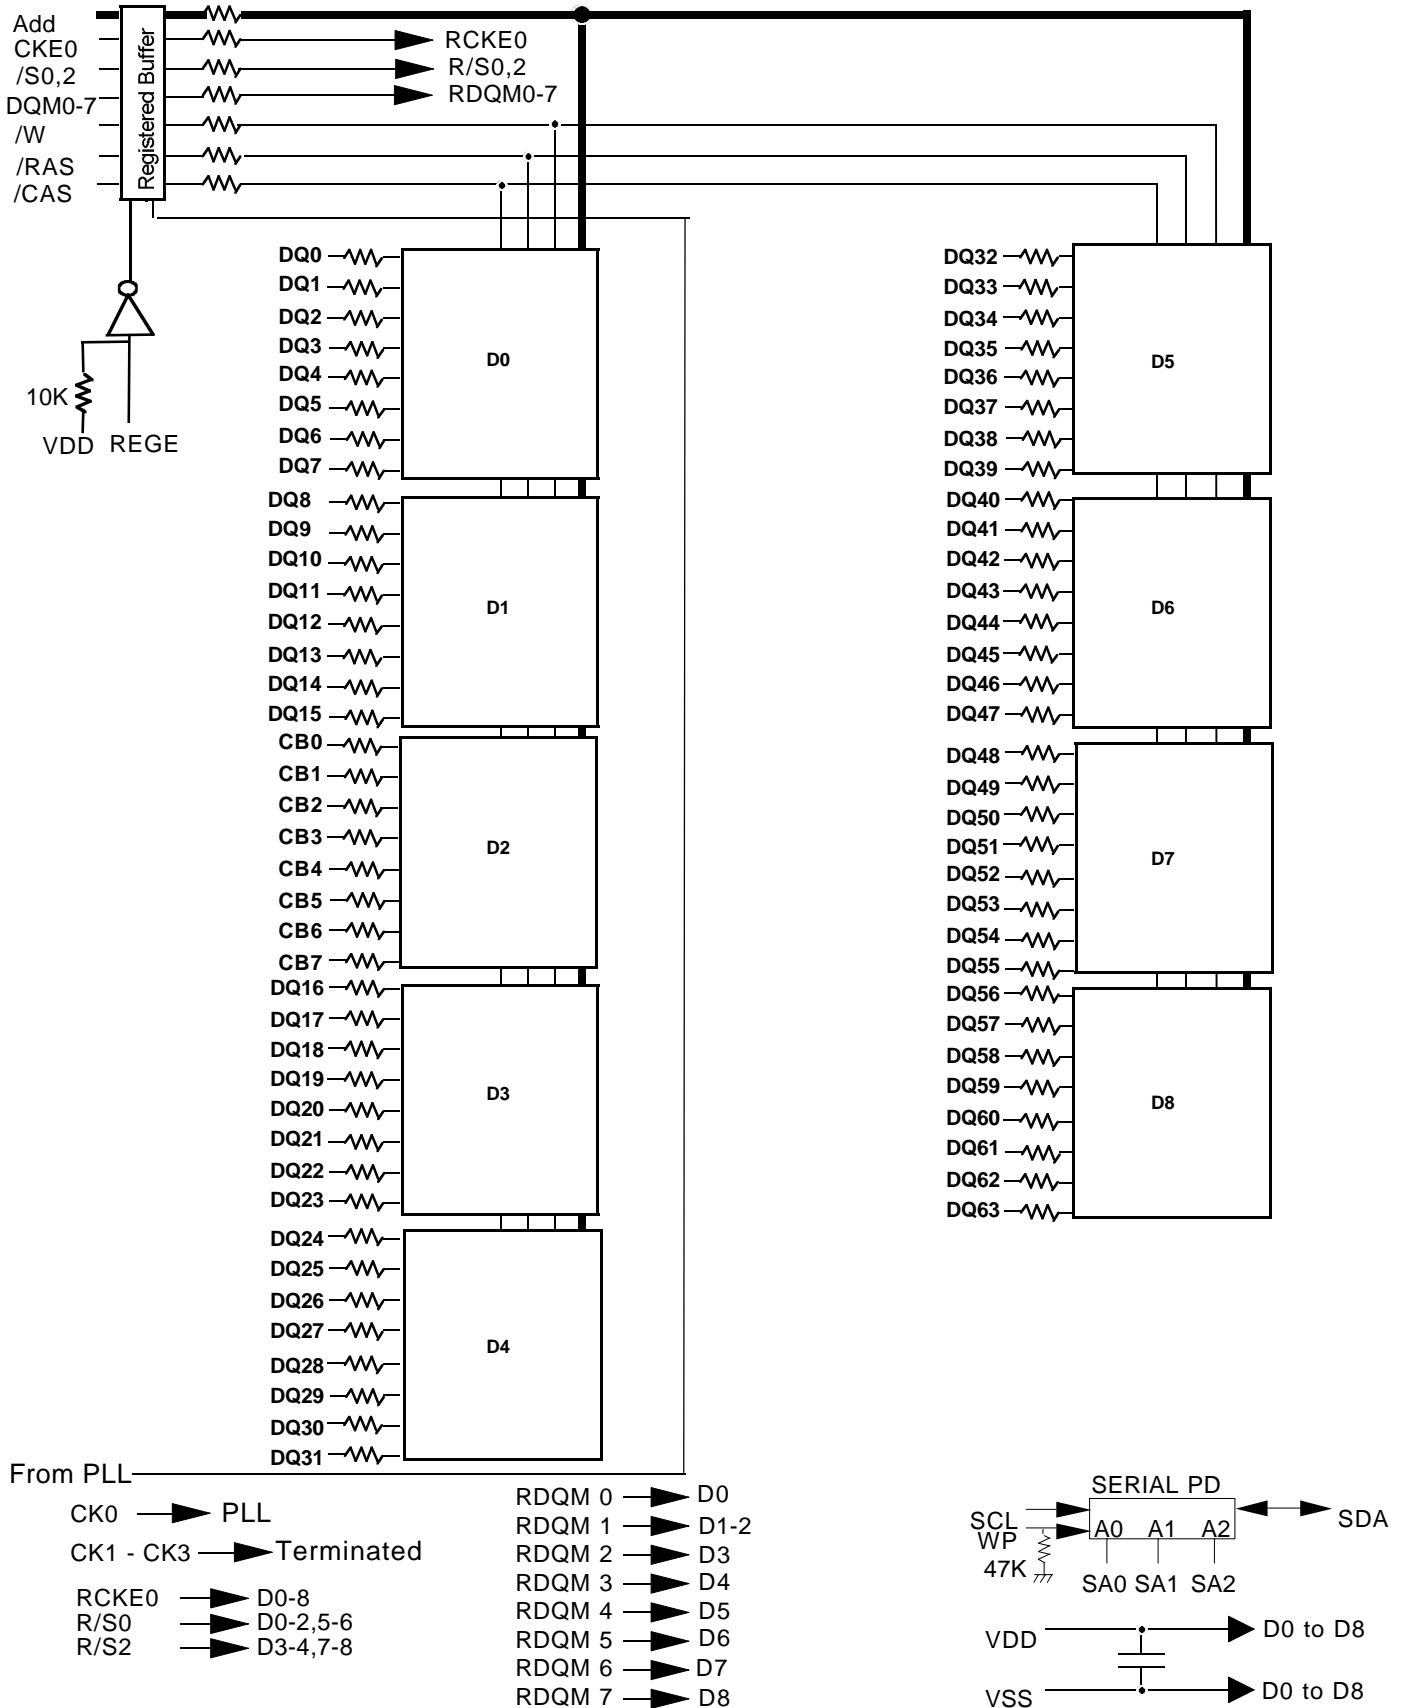 Add
CKE0
/S0,2
DQM0-7
/W
/RAS
/CAS
Registered Buffer
RCKE0
R/S0,2
RDQM0-7
10K
VDD REGE
DQ0
DQ1
DQ2
DQ3
DQ4
DQ5
DQ6
DQ7
D0
DQ8
DQ9
DQ10
DQ11
DQ12
DQ13
DQ14
DQ15
D1
CB0
CB1
CB2
CB3
CB4
CB5
CB6
CB7
D2
DQ16
DQ17
DQ18
DQ19
DQ20
DQ21
DQ22
DQ23
D3
DQ24
DQ25
DQ26
DQ27
DQ28
DQ29
DQ30
DQ31
D4
DQ32
DQ33
DQ34
DQ35
DQ36
DQ37
DQ38
DQ39
D5
DQ40
DQ41
DQ42
DQ43
DQ44
DQ45
DQ46
DQ47
D6
DQ48
DQ49
DQ50
DQ51
DQ52
DQ53
DQ54
DQ55
D7
DQ56
DQ57
DQ58
DQ59
DQ60
DQ61
DQ62
DQ63
D8
From PLL
CK0 PLL
CK1 - CK3 Terminated
RCKE0 D0-8
R/S0 D0-2,5-6
R/S2 D3-4,7-8
RDQM 0 D0
RDQM 1 D1-2
RDQM 2 D3
RDQM 3 D4
RDQM 4 D5
RDQM 5 D6
RDQM 6 D7
RDQM 7 D8
SERIAL PD
SCL
WP
47K
A0 A1 A2
SDA
SA0 SA1 SA2
VDD D0 to D8
VSS D0 to D8